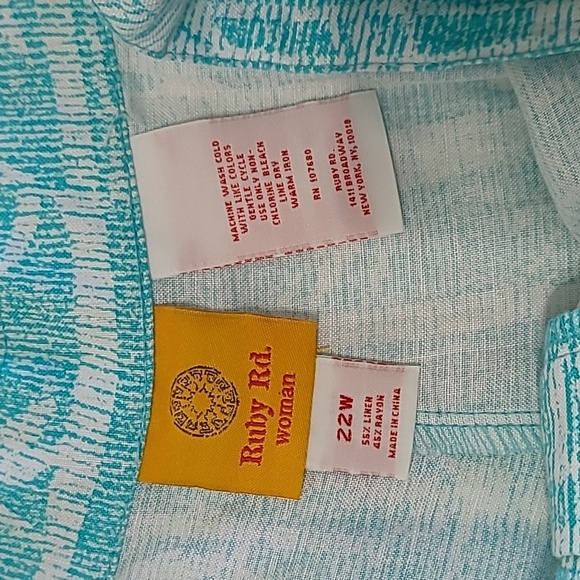 MACHINE WASH COLD
WITH LIKE COLORS
GENTLE CYCLE
USE ONLY NON-
CHLORINE BLEACH
LINE DRY
WARM IRON
RN 107680
RUBY RD.
1411 BROADWAY
NEW YORK, NY, 10018
Ruby Rd.
woman
22W
55% LINEN
45% RAYON
MADE IN CHINA